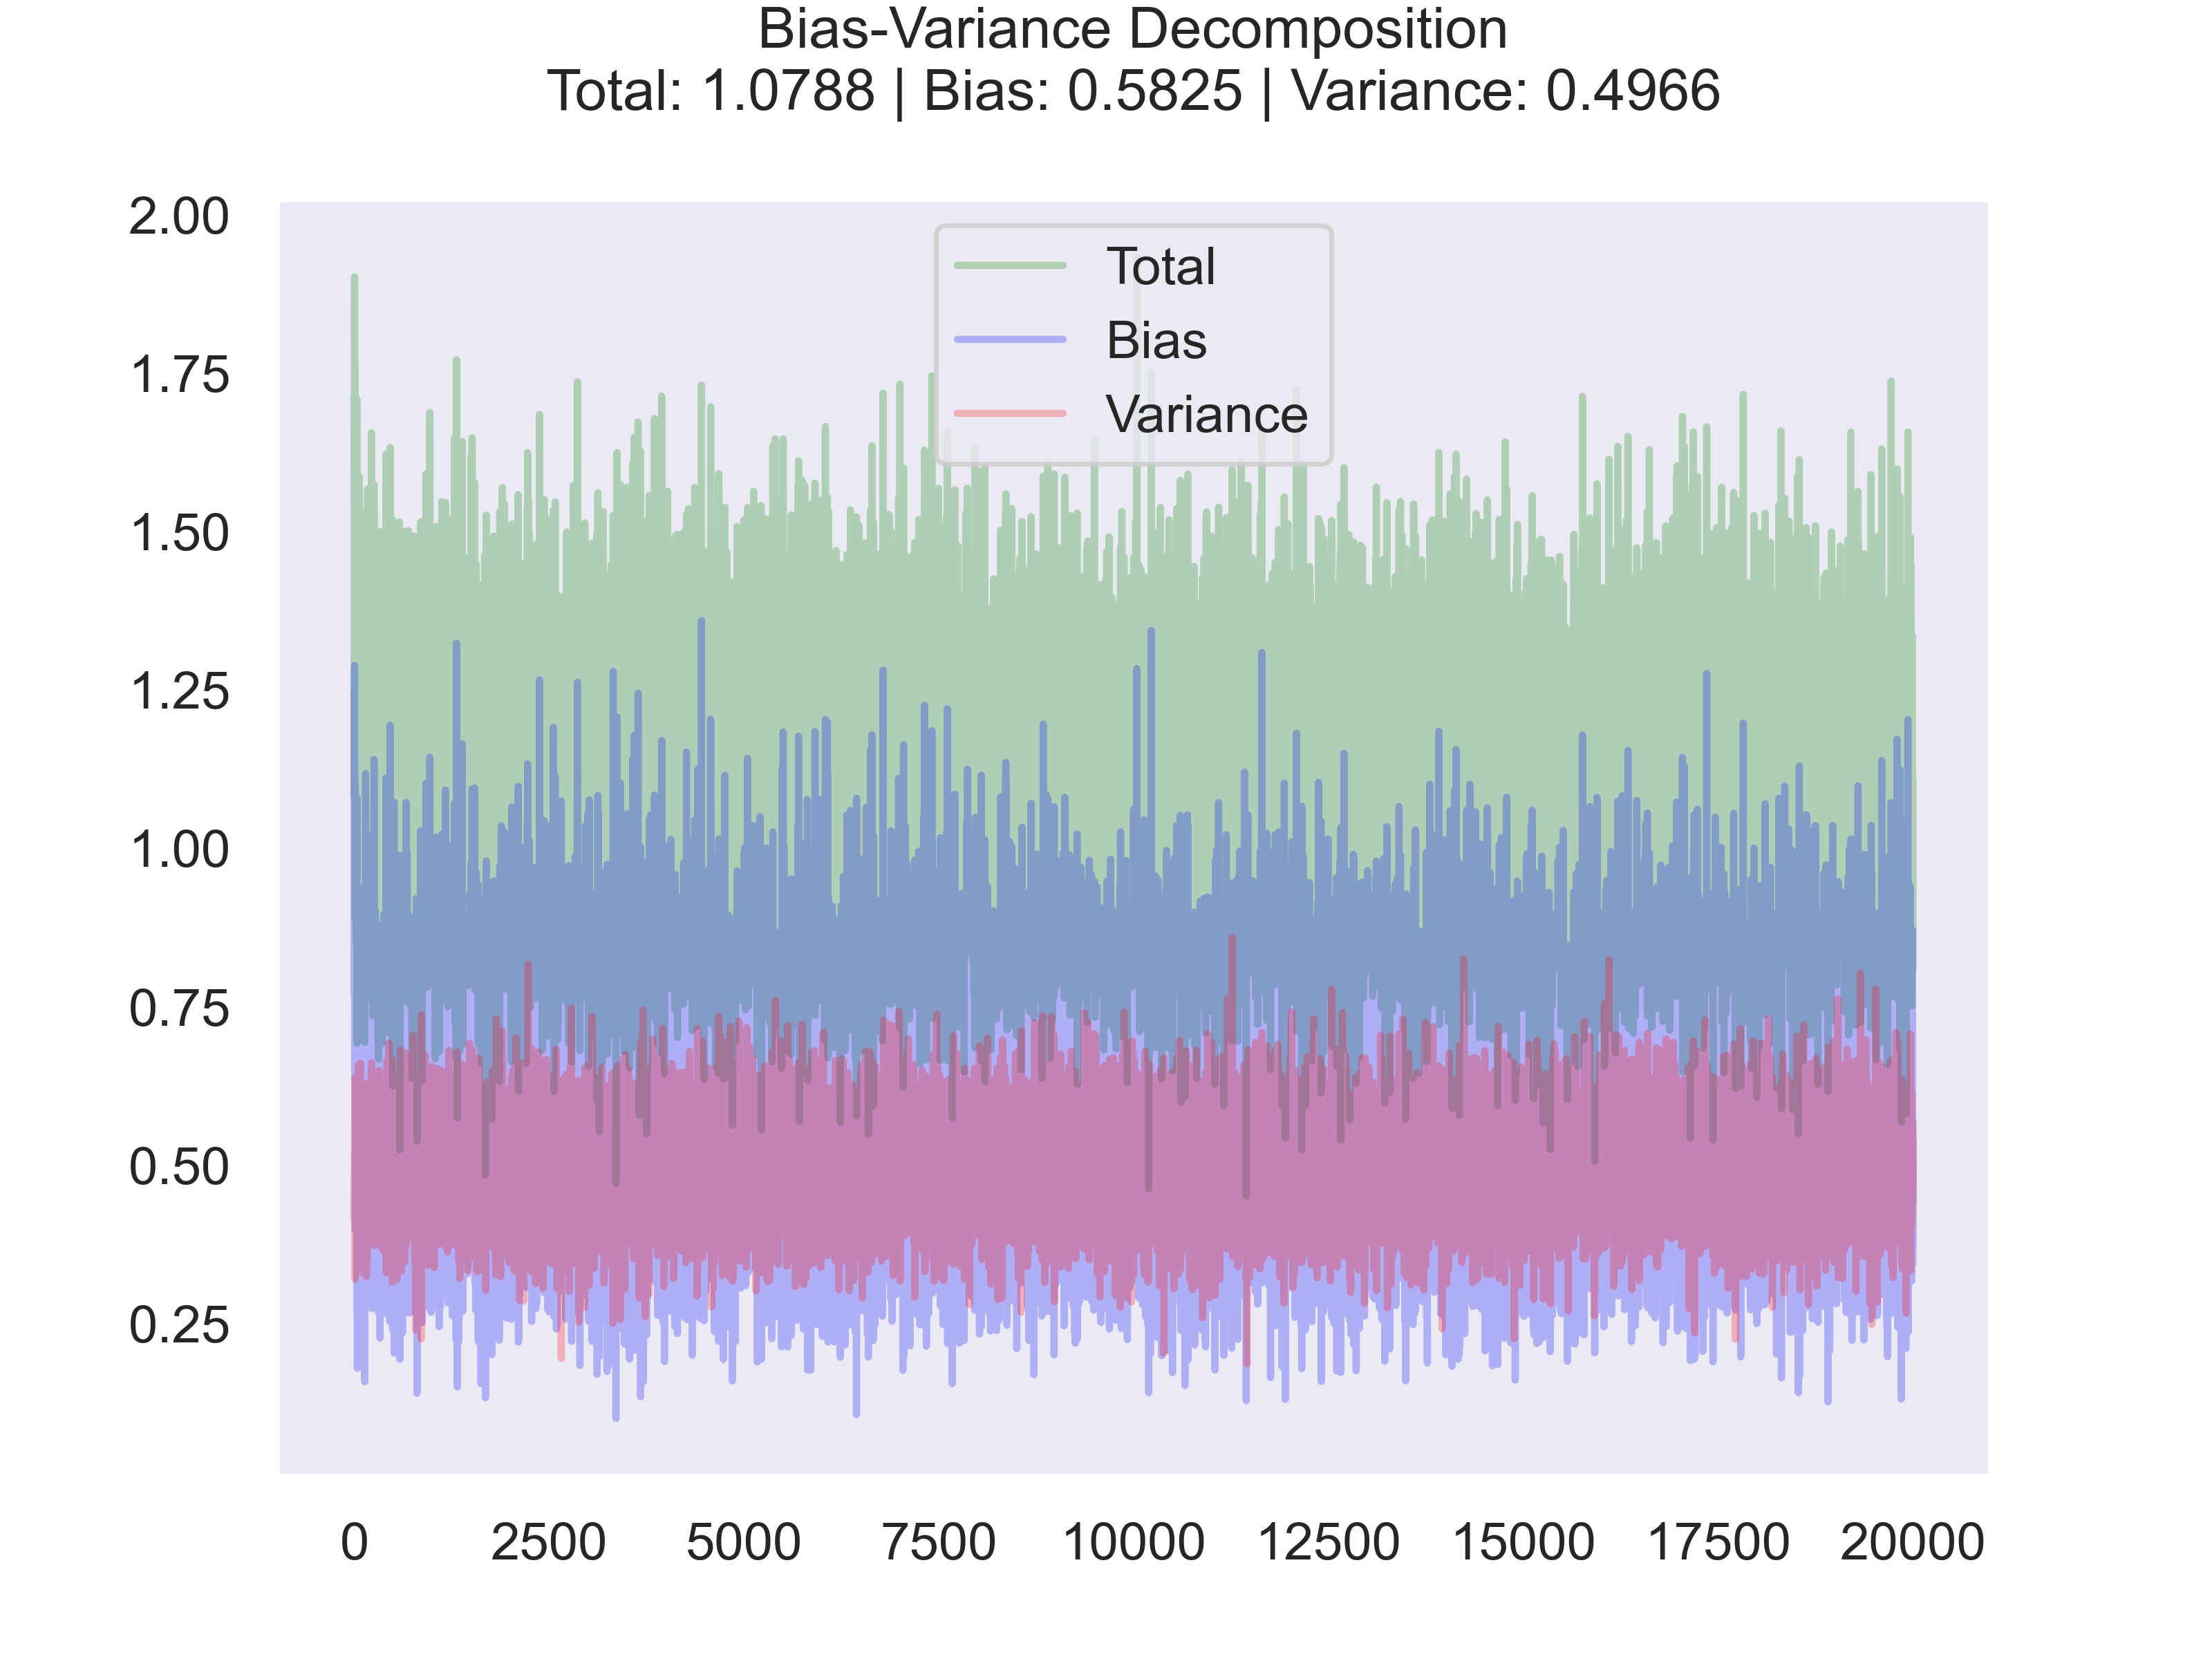 Bias-Variance Decomposition
Total: 1.0788 | Bias: 0.5825 | Variance: 0.4966
2.00
1.75
1.50
1.25
1.00
0.75
0.50
0.25
Total
Bias
Variance
0 2500 5000 7500 10000 12500 15000 17500 20000